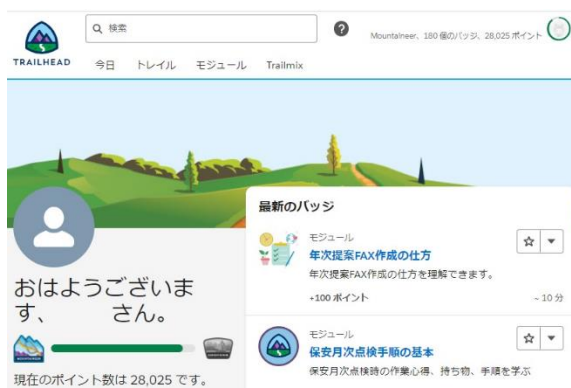 検索
?
Mountaineer、180 個のバッジ、28,025 ポイント
TRAILHEAD
今日 トレイル モジュール Trailmix
最新のバッジ
モジュール
年次提案FAX作成の仕方
年次提案FAX作成の仕方を理解できます。
+100 ポイント ~ 10 分
モジュール
保安月次点検手順の基本
保安月次点検時の作業心得、持ち物、手順を学ぶ
おはようございま
す、 さん。
現在のポイント数は 28,025 です。